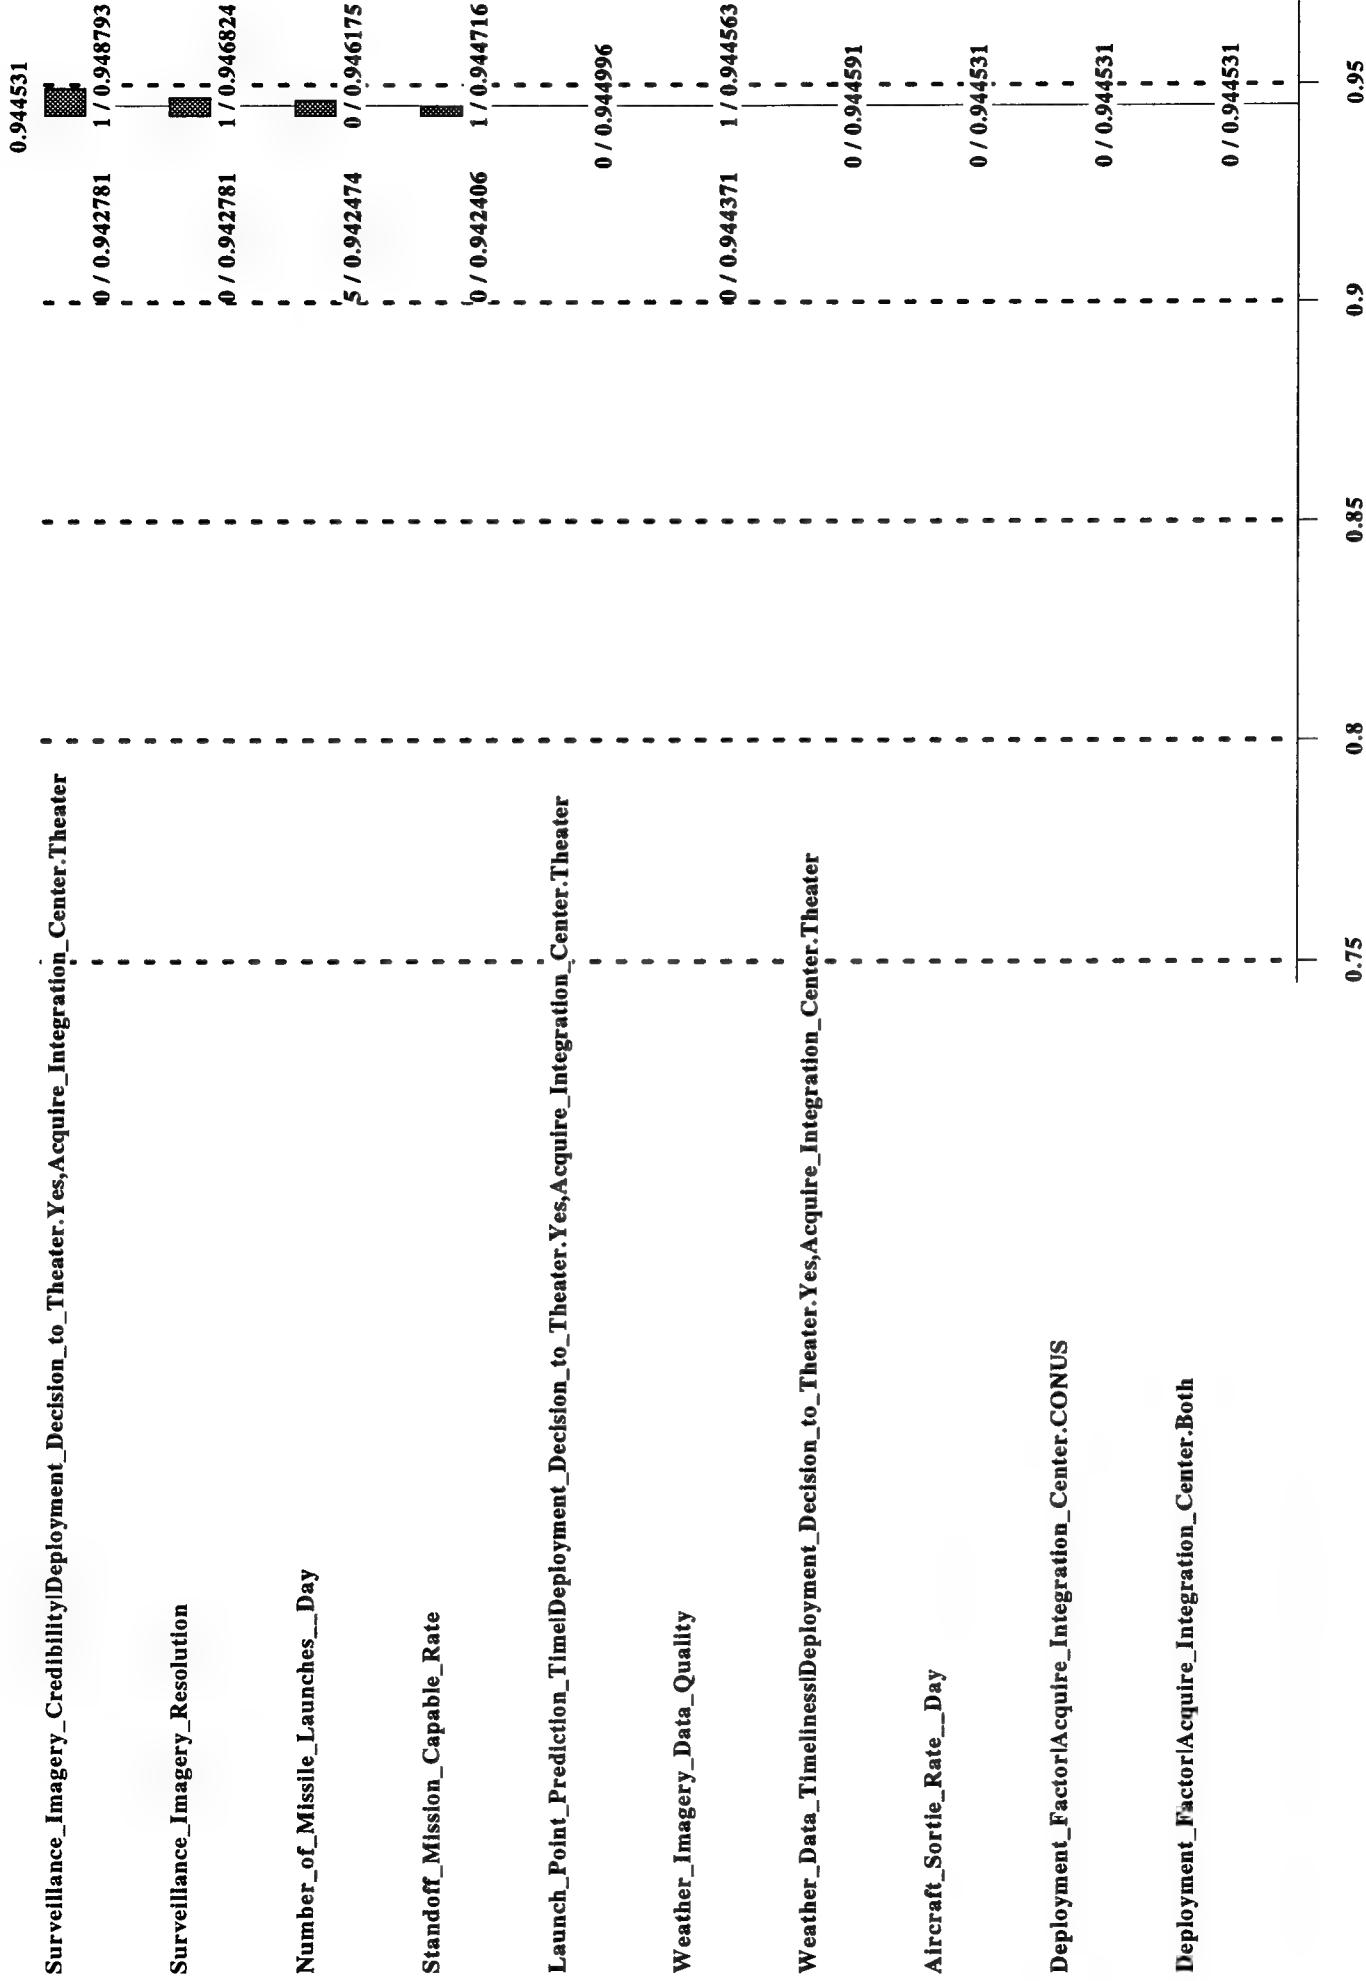 0.944531
Surveillance_Imagery_Credibility|Deployment_Decision_to_Theater.Yes,Acquire_Integration_Center.Theater
0 / 0.942781 1 / 0.948793
Surveillance_Imagery_Resolution
0 / 0.942781 1 / 0.946824
Number_of_Missile_Launches__Day
5 / 0.942474 0 / 0.946175
Standoff_Mission_Capable_Rate
0 / 0.942406 1 / 0.944716
Launch_Point_Prediction_Time|Deployment_Decision_to_Theater.Yes,Acquire_Integration_Center.Theater
0 / 0.944996
Weather_Imagery_Data_Quality
0 / 0.944371 1 / 0.944563
Weather_Data_Timeliness|Deployment_Decision_to_Theater.Yes,Acquire_Integration_Center.Theater
0 / 0.944591
Aircraft_Sortie_Rate__Day
0 / 0.944531
Deployment_Factor|Acquire_Integration_Center.CONUS
0 / 0.944531
Deployment_Factor|Acquire_Integration_Center.Both
0 / 0.944531
0.75 0.8 0.85 0.9 0.95